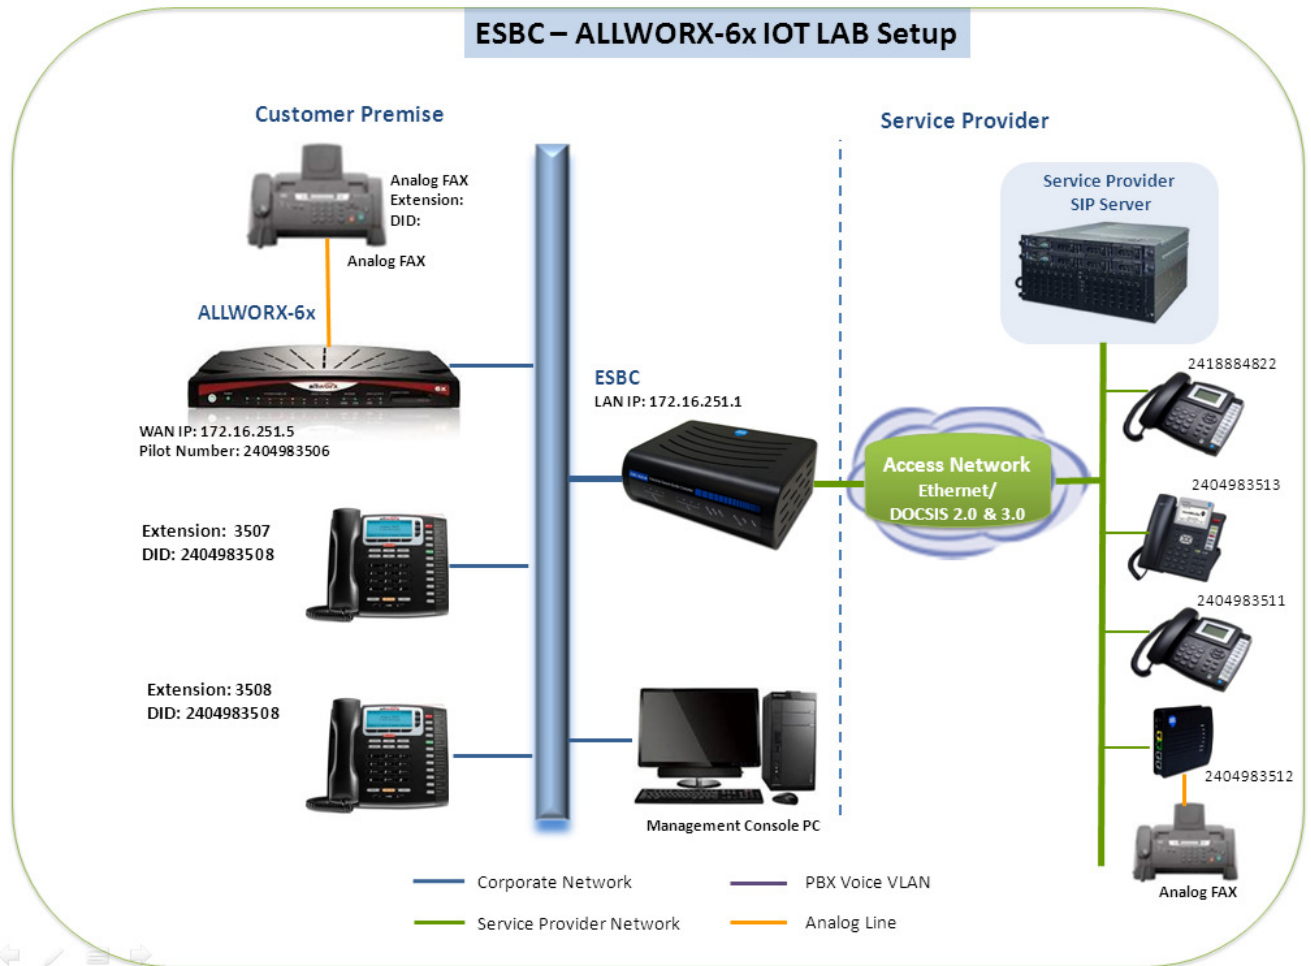 ESBC – ALLWORX-6x IOT LAB Setup
Customer Premise
Service Provider
Analog FAX
Extension:
DID:
Analog FAX
Service Provider
SIP Server
ALLWORX-6x
allworx
6x
WAN IP: 172.16.251.5
Pilot Number: 2404983506
ESBC
LAN IP: 172.16.251.1
2418884822
Access Network
Ethernet/
DOCSIS 2.0 & 3.0
2404983513
Extension: 3507
DID: 2404983508
2404983511
Extension: 3508
DID: 2404983508
2404983512
Management Console PC
Analog FAX
Corporate Network
PBX Voice VLAN
Service Provider Network
Analog Line